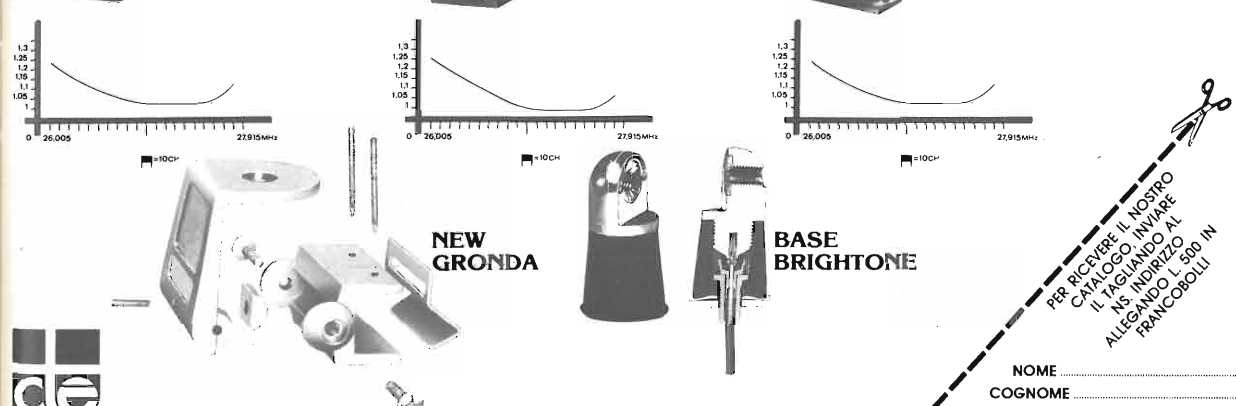 1,3
1,25
1,2
1,15
1,1
1,05
1
0 26,005 27,915MHz
=10CH
1,3
1,25
1,2
1,15
1,1
1,05
1
0 26,005 27,915MHz
=10CH
1,3
1,25
1,2
1,15
1,1
1,05
1
0 26,005 27,915MHz
=10CH
NEW
GRONDA
BASE
BRIGHTONE
PER RICEVERE IL NOSTRO
CATALOGO, INVIARE
IL TAGLIANDO AL
NS. INDIRIZZO
ALLEGANDO L. 500 IN
FRANCOBOLLI
NOME
COGNOME